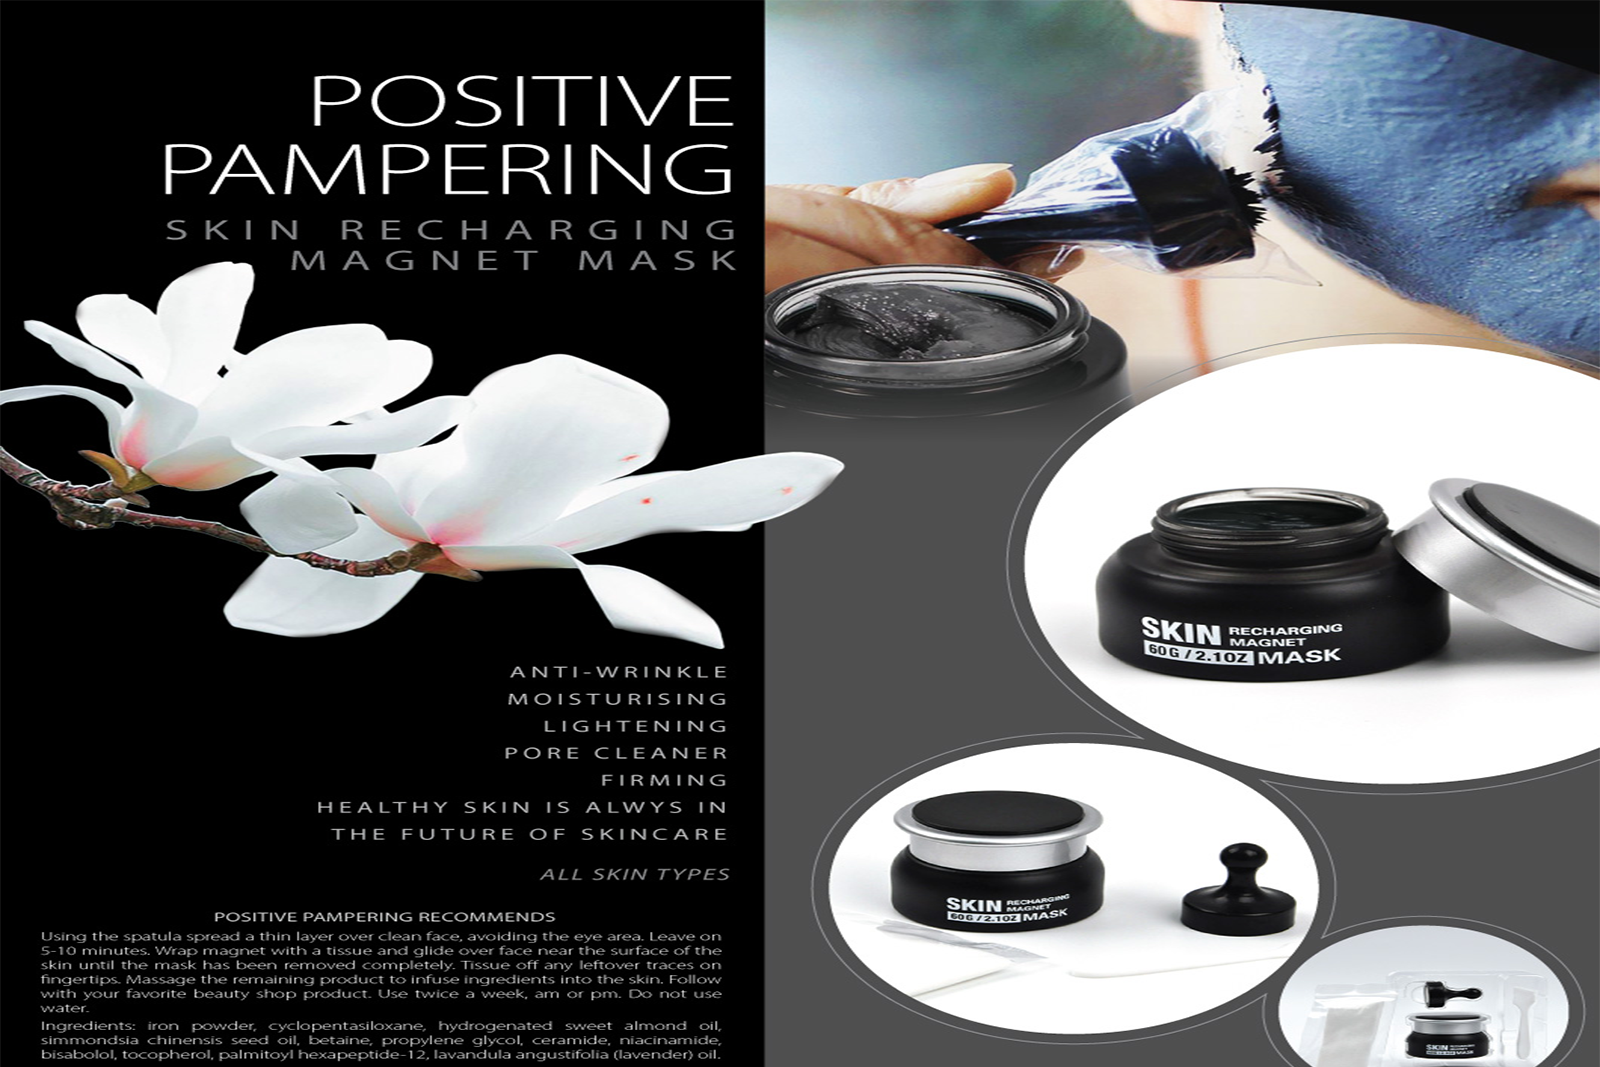 POSITIVE
PAMPERING
SKIN RECHARGING
MAGNET MASK
ANTI-WRINKLE
MOISTURISING
LIGHTENING
PORE CLEANER
FIRMING
HEALTHY SKIN IS ALWYS IN
THE FUTURE OF SKINCARE
ALL SKIN TYPES
POSITIVE PAMPERING RECOMMENDS
Using the spatula spread a thin layer over clean face, avoiding the eye area. Leave on
5-10 minutes. Wrap magnet with a tissue and glide over face near the surface of the
skin until the mask has been removed completely. Tissue off any leftover traces on
fingertips. Massage the remaining product to infuse ingredients into the skin. Follow
with your favorite beauty shop product. Use twice a week, am or pm. Do not use
water.
Ingredients: iron powder, cyclopentasiloxane, hydrogenated sweet almond oil,
simmondsia chinensis seed oil, betaine, propylene glycol, ceramide, niacinamide,
bisabolol, tocopherol, palmitoyl hexapeptide-12, lavandula angustifolia (lavender) oil.
SKIN RECHARGING
MAGNET
60G / 2.1OZ MASK
SKIN RECHARGING
MAGNET
60G / 2.1OZ MASK
SKIN RECHARGING
MAGNET
MASK